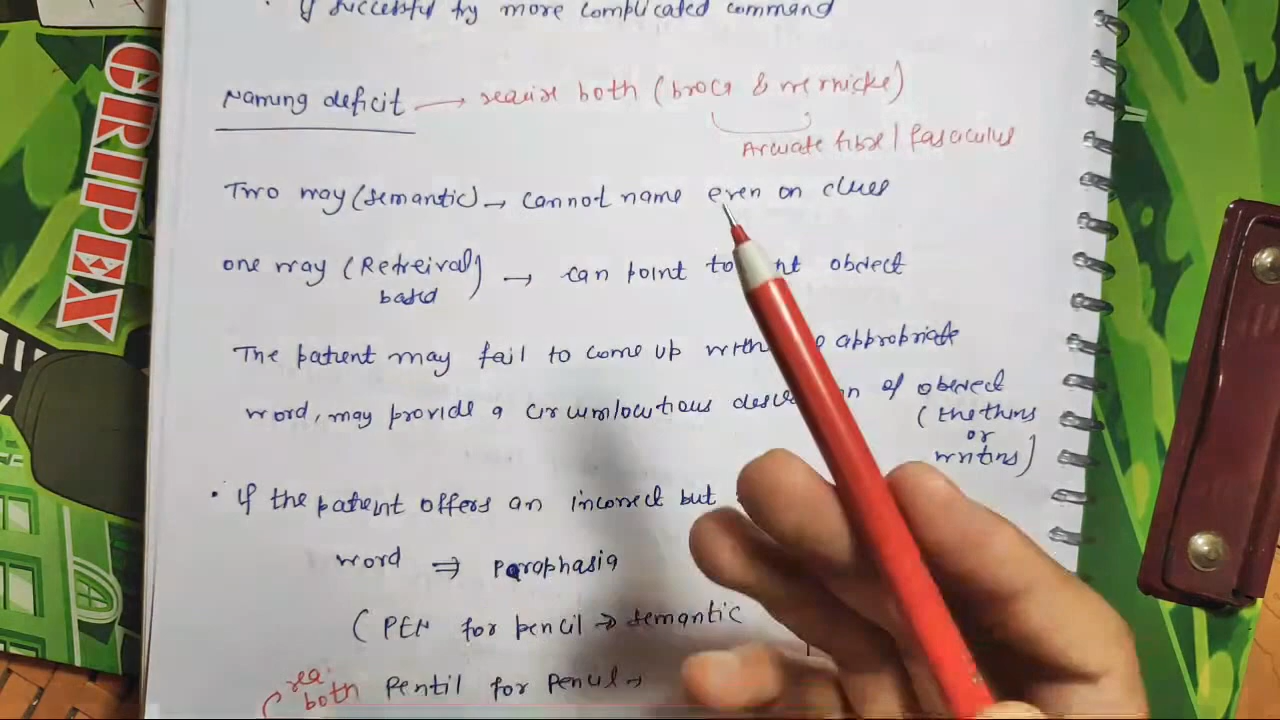 • If successful try more complicated command
CRIPEX
Naming deficit → require both (broca & wernicke)
Arcuate fibre / fasciculus
Two way (semantic) → cannot name even on clues
one way (Retreival) → can point to object
based
The patient may fail to come up with appropriate
word, may provide a circumlocutious of object
(the thing
or
writing)
• If the patient offers an incorrect but
word ⇒ Paraphasia
(PEN for pencil → semantic
req. both Pentil for Pencil →